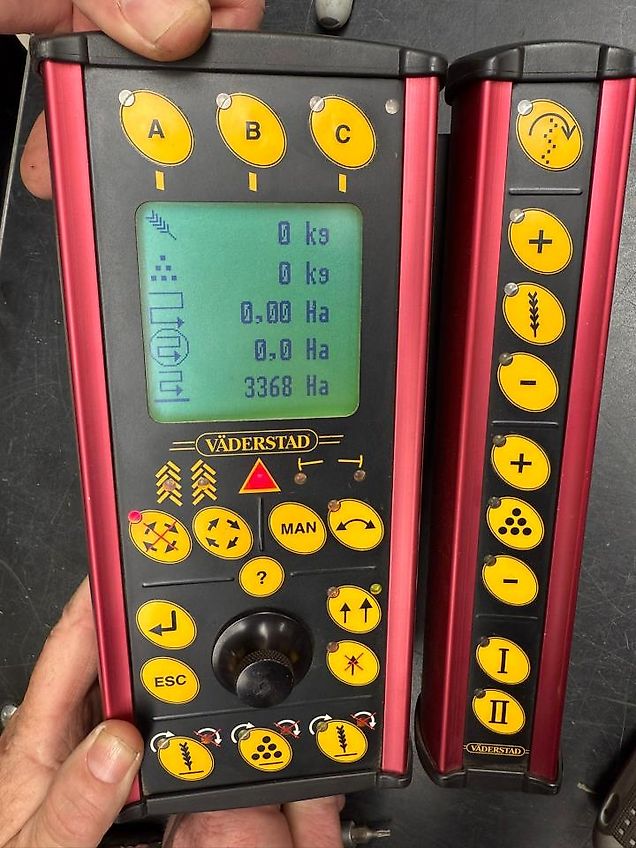 A B C
0 kg
0 kg
0,00 Ha
0,0 Ha
3368 Ha
VÄDERSTAD
MAN
?
ESC
+
-
+
-
I
II
VÄDERSTAD